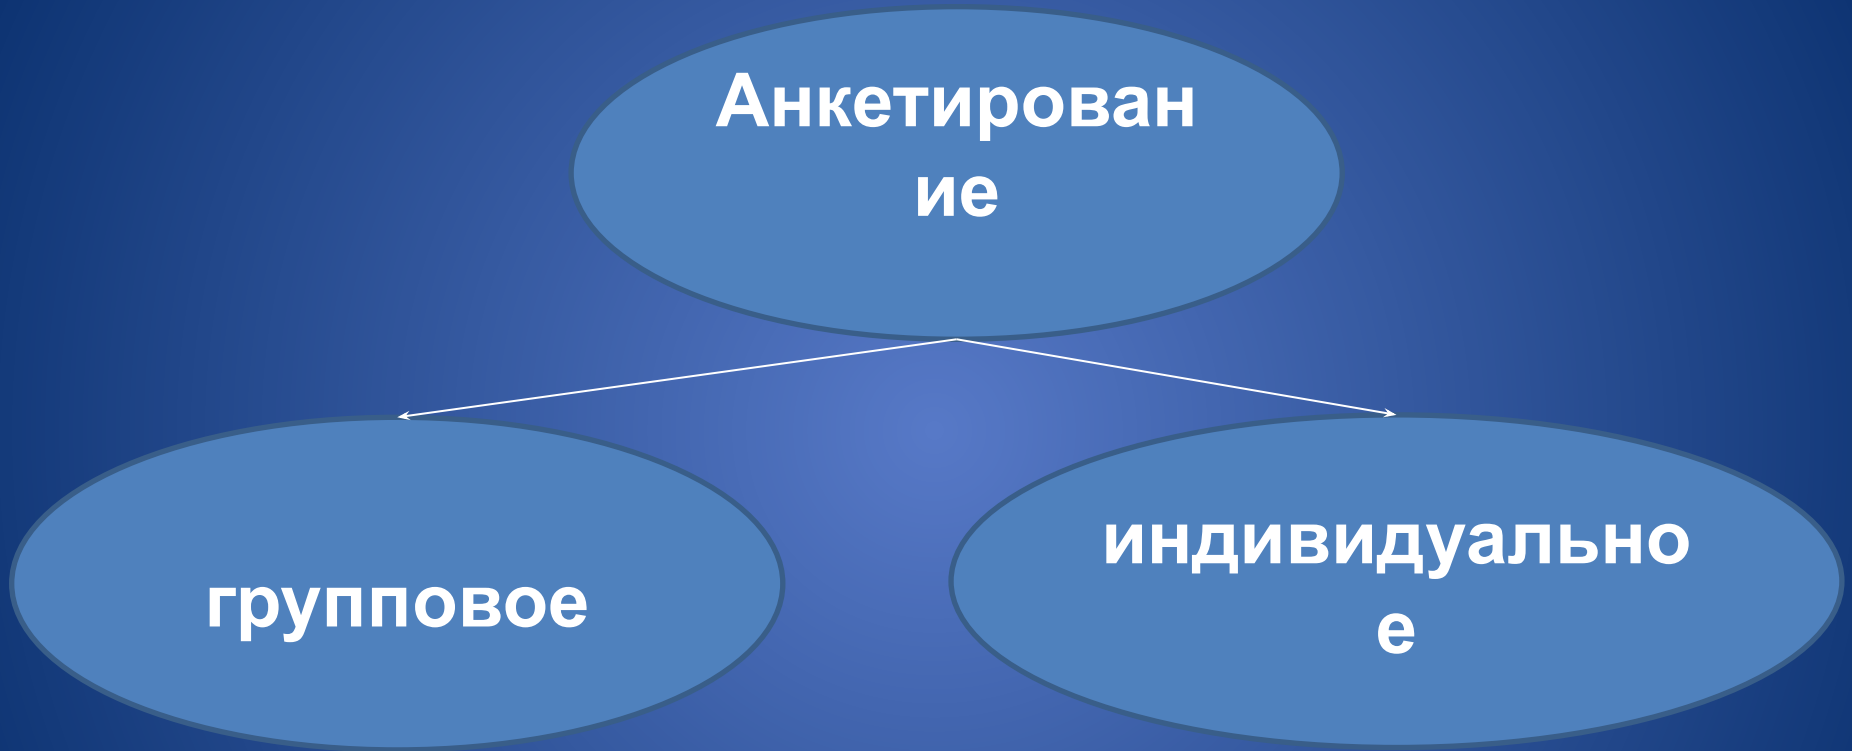 Анкетирован
ие
групповое
индивидуально
е